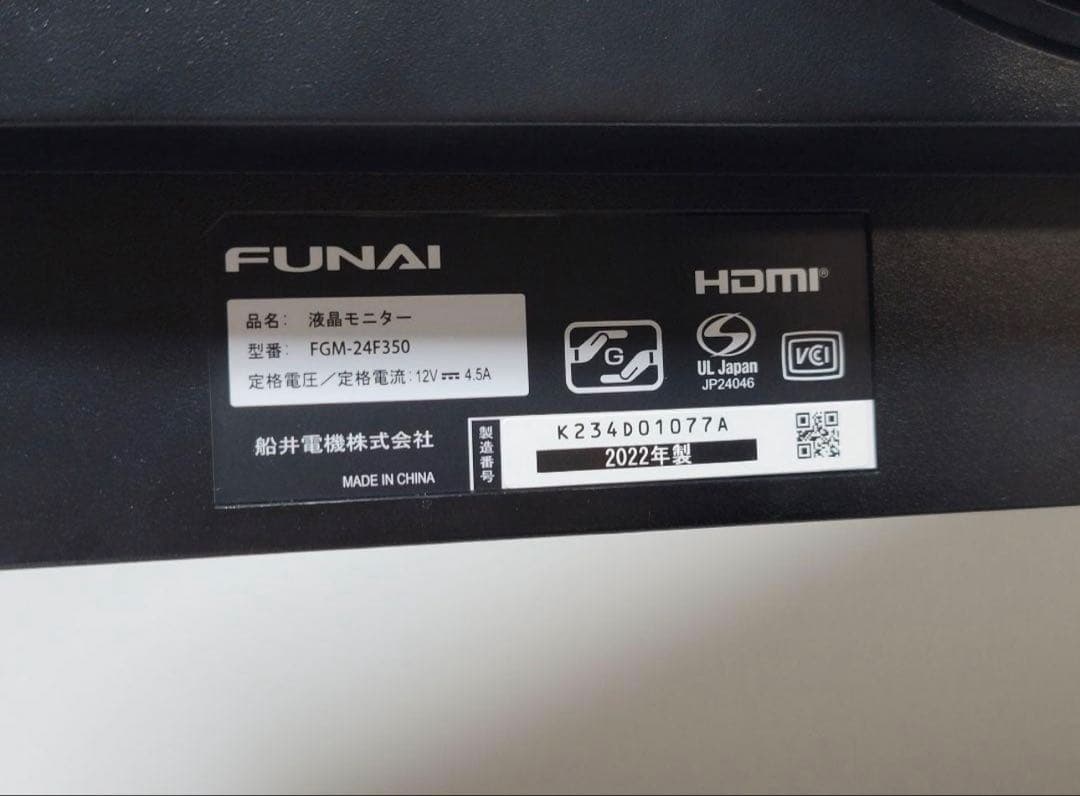 FUNAI
HDMI®
品名: 液晶モニター
型番: FGM-24F350
定格電圧/定格電流:12V⎓4.5A
G
UL Japan
JP24046
VCCI
船井電機株式会社
MADE IN CHINA
製造番号
K234D01077A
2022年製